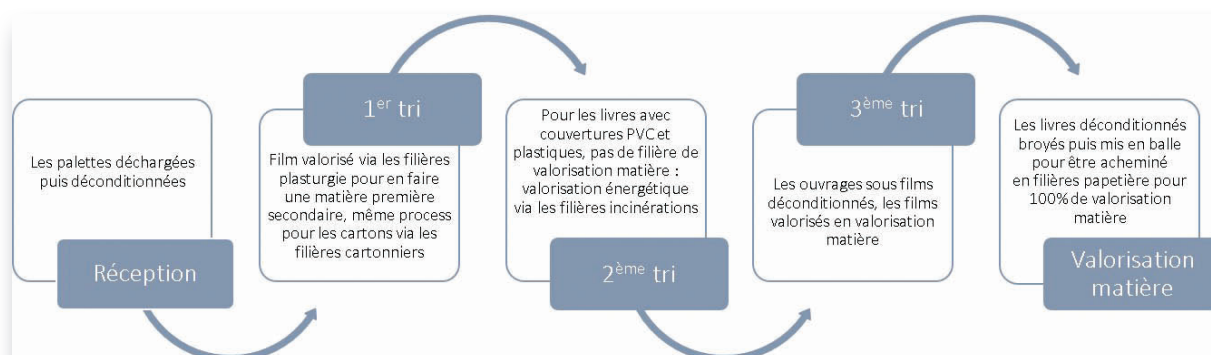 Les palettes déchargées
puis déconditionnées
Réception
1er tri
Film valorisé via les filières
plasturgie pour en faire
une matière première
secondaire, même process
pour les cartons via les
filières cartonniers
Pour les livres avec
couvertures PVC et
plastiques, pas de filière de
valorisation matière :
valorisation énergétique
via les filières incinérations
2ème tri
3ème tri
Les ouvrages sous films
déconditionnés, les films
valorisés en valorisation
matière
Les livres déconditionnés
broyés puis mis en balle
pour être acheminé
en filières papetière pour
100% de valorisation
matière
Valorisation
matière